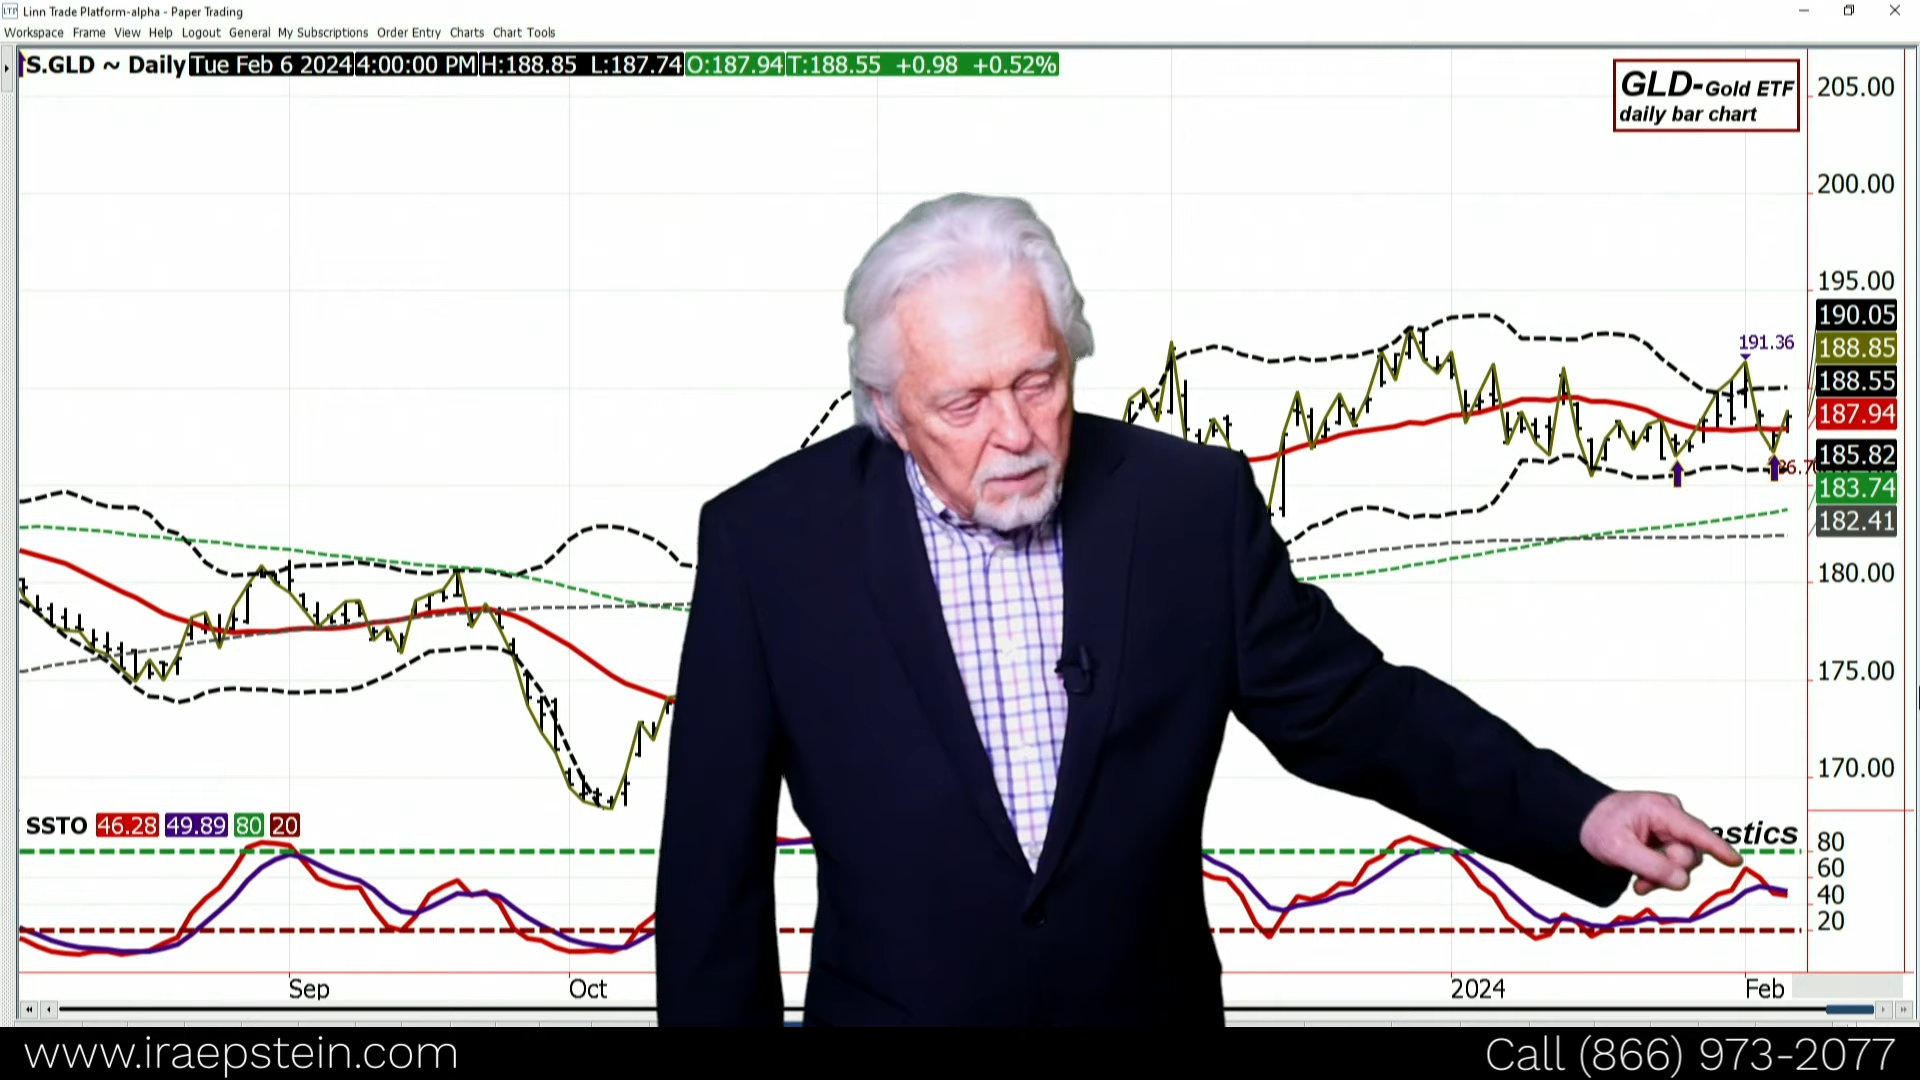 LTP Linn Trade Platform-alpha - Paper Trading
Workspace Frame View Help Logout General My Subscriptions Order Entry Charts Chart Tools
S.GLD ~ Daily Tue Feb 6 2024 4:00:00 PM H:188.85 L:187.74 O:187.94 T:188.55 +0.98 +0.52%
GLD-Gold ETF
daily bar chart
205.00
200.00
195.00
190.05
191.36
188.85
188.55
187.94
185.82
183.74
182.41
180.00
175.00
170.00
SSTO 46.28 49.89 80 20
80
60
40
20
Sep Oct 2024 Feb
www.iraepstein.com Call (866) 973-2077